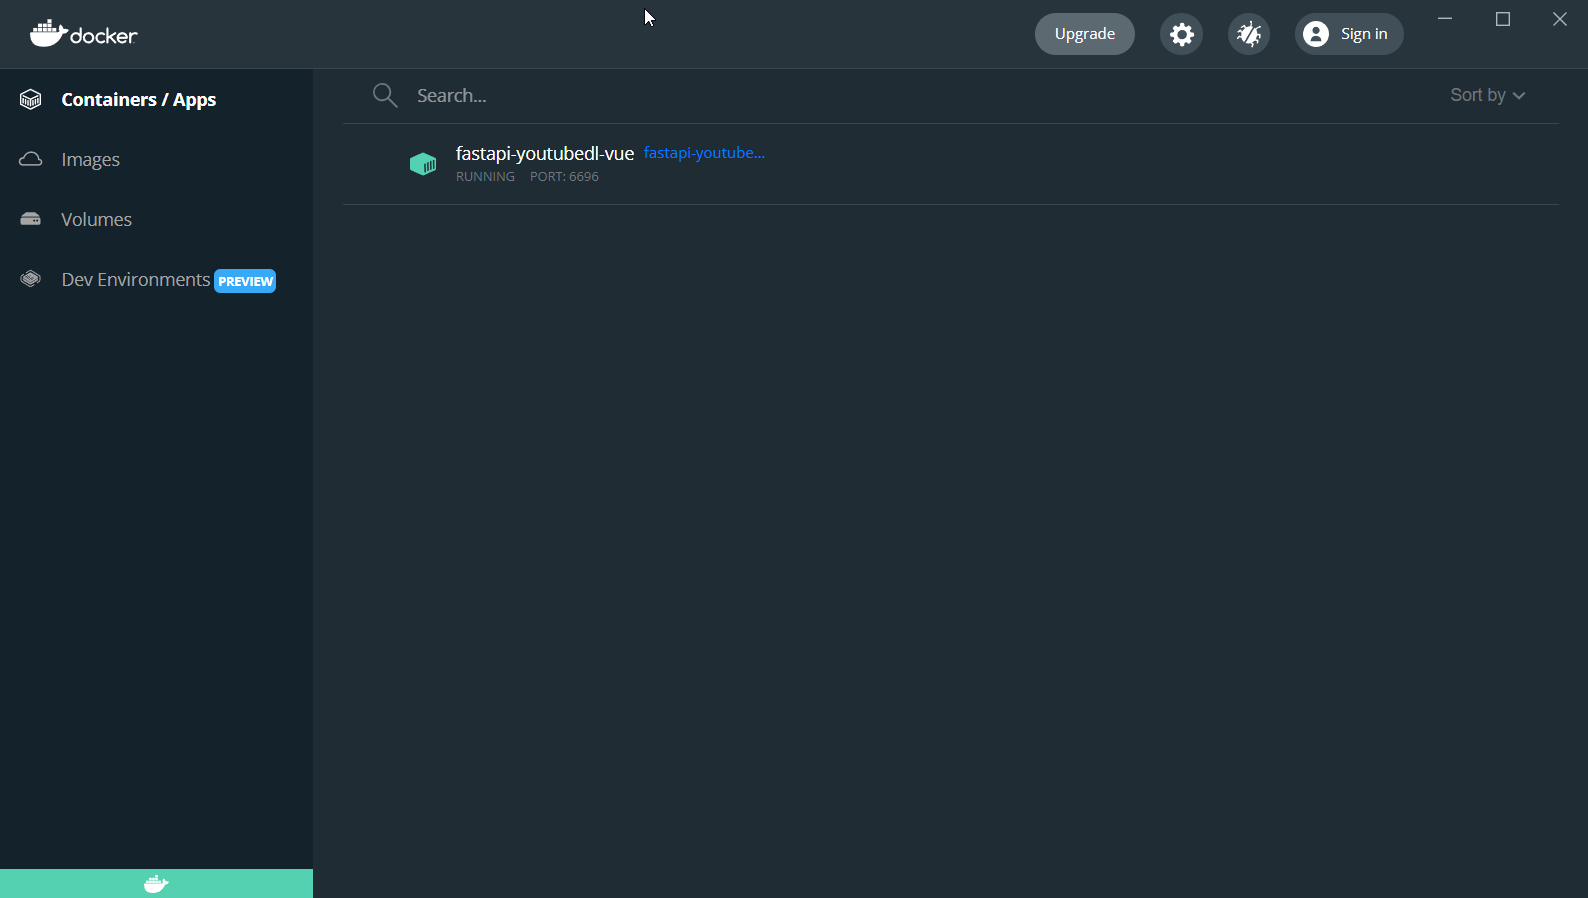 docker
Upgrade
Sign in
Containers / Apps
Images
Volumes
Dev Environments PREVIEW
Search...
Sort by
fastapi-youtubedl-vue fastapi-youtube...
RUNNING PORT: 6696